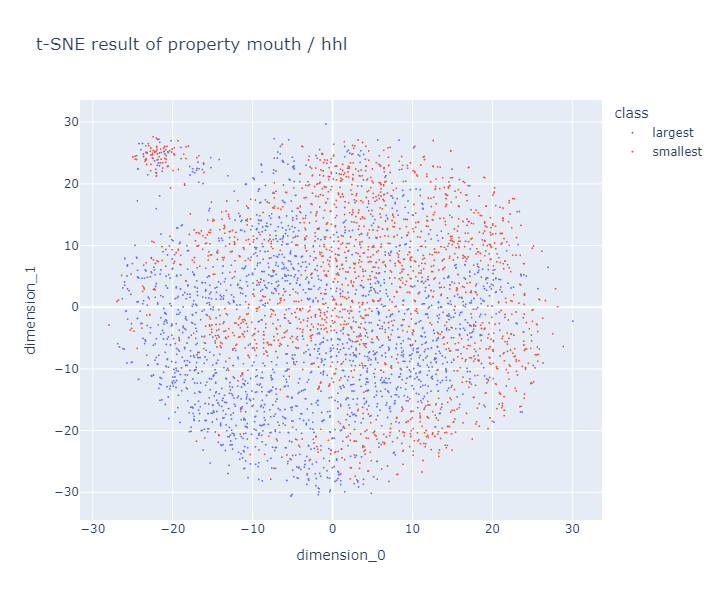 t-SNE result of property mouth / hhl
class
largest
smallest
30
20
10
0
−10
−20
−30
dimension_1
−30
−20
−10
0
10
20
30
dimension_0